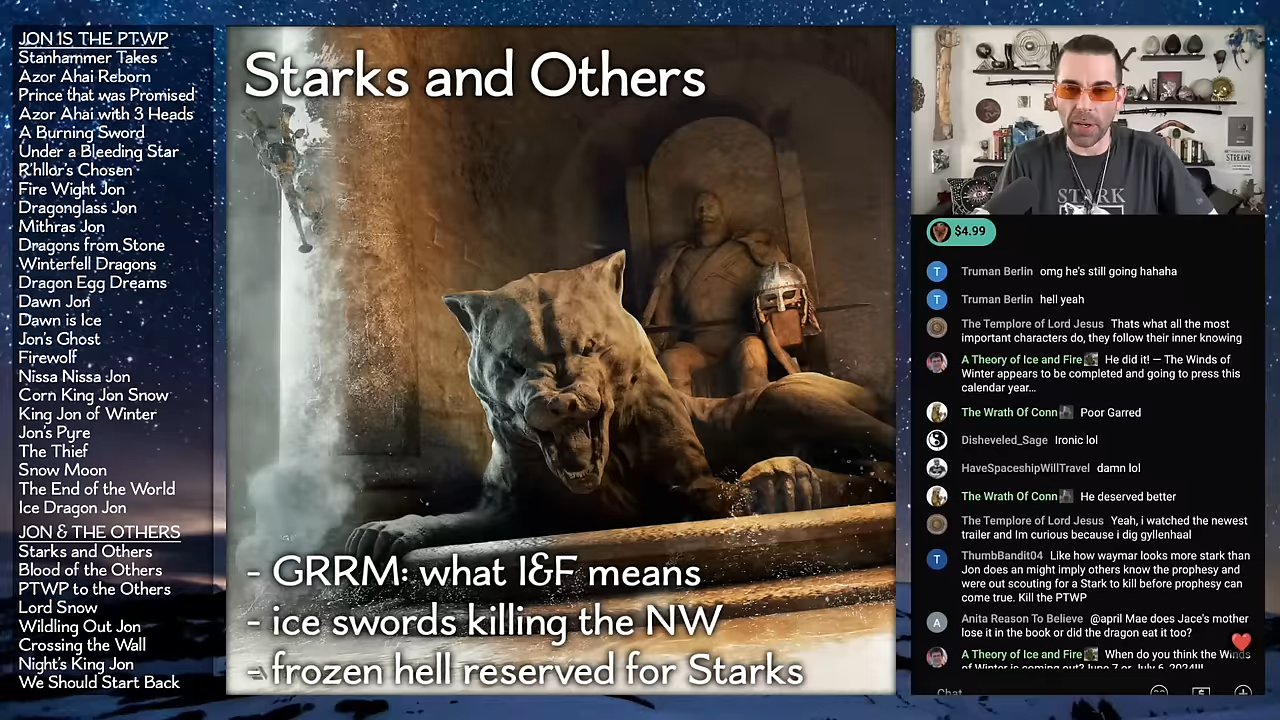 JON IS THE PTWP
Stanhammer Takes
Azor Ahai Reborn
Prince that was Promised
Azor Ahai with 3 Heads
A Burning Sword
Under a Bleeding Star
R'hllor's Chosen
Fire Wight Jon
Dragonglass Jon
Mithras Jon
Dragons from Stone
Winterfell Dragons
Dragon Egg Dreams
Dawn Jon
Dawn is Ice
Jon's Ghost
Firewolf
Nissa Nissa Jon
Corn King Jon Snow
King Jon of Winter
Jon's Pyre
The Thief
Snow Moon
The End of the World
Ice Dragon Jon
JON & THE OTHERS
Starks and Others
Blood of the Others
PTWP to the Others
Lord Snow
Wildling Out Jon
Crossing the Wall
Night's King Jon
We Should Start Back
Starks and Others
- GRRM: what I&F means
- ice swords killing the NW
- frozen hell reserved for Starks
STARK
$4.99
T Truman Berlin omg he's still going hahaha
T Truman Berlin hell yeah
The Templore of Lord Jesus Thats what all the most
important characters do, they follow their inner knowing
A Theory of Ice and Fire He did it! — The Winds of
Winter appears to be completed and going to press this
calendar year...
The Wrath Of Conn Poor Garred
Disheveled_Sage Ironic lol
HaveSpaceshipWillTravel damn lol
The Wrath Of Conn He deserved better
The Templore of Lord Jesus Yeah, i watched the newest
trailer and Im curious because i dig gyllenhaal
T ThumbBandit04 Like how waymar looks more stark than
Jon does an might imply others know the prophesy and
were out scouting for a Stark to kill before prophesy can
come true. Kill the PTWP
A Anita Reason To Believe @april Mae does Jace's mother
lose it in the book or did the dragon eat it too?
A Theory of Ice and Fire When do you think the Winds
of Winter is coming out? June 7 or July 6, 2024!!!
Chat